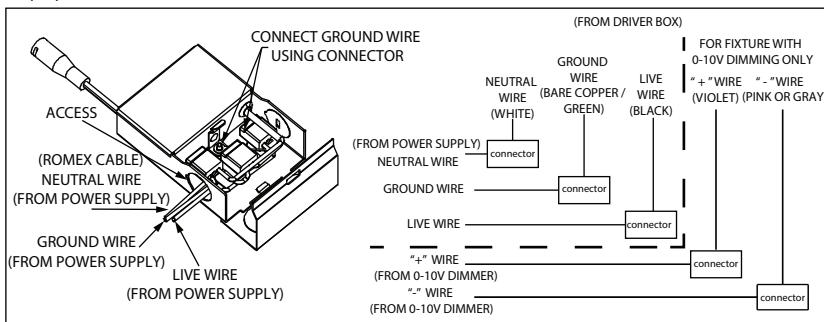 CONNECT GROUND WIRE
USING CONNECTOR
ACCESS
(ROMEX CABLE)
NEUTRAL WIRE
(FROM POWER SUPPLY)
GROUND WIRE
(FROM POWER SUPPLY)
LIVE WIRE
(FROM POWER SUPPLY)
(FROM DRIVER BOX)
FOR FIXTURE WITH
0-10V DIMMING ONLY
NEUTRAL
WIRE
(WHITE)
GROUND
WIRE
(BARE COPPER /
GREEN)
LIVE
WIRE
(BLACK)
“ + ”WIRE
(VIOLET)
“ - ”WIRE
(PINK OR GRAY)
(FROM POWER SUPPLY)
NEUTRAL WIRE
connector
GROUND WIRE
connector
LIVE WIRE
connector
“+” WIRE
(FROM 0-10V DIMMER)
connector
“-” WIRE
(FROM 0-10V DIMMER)
connector